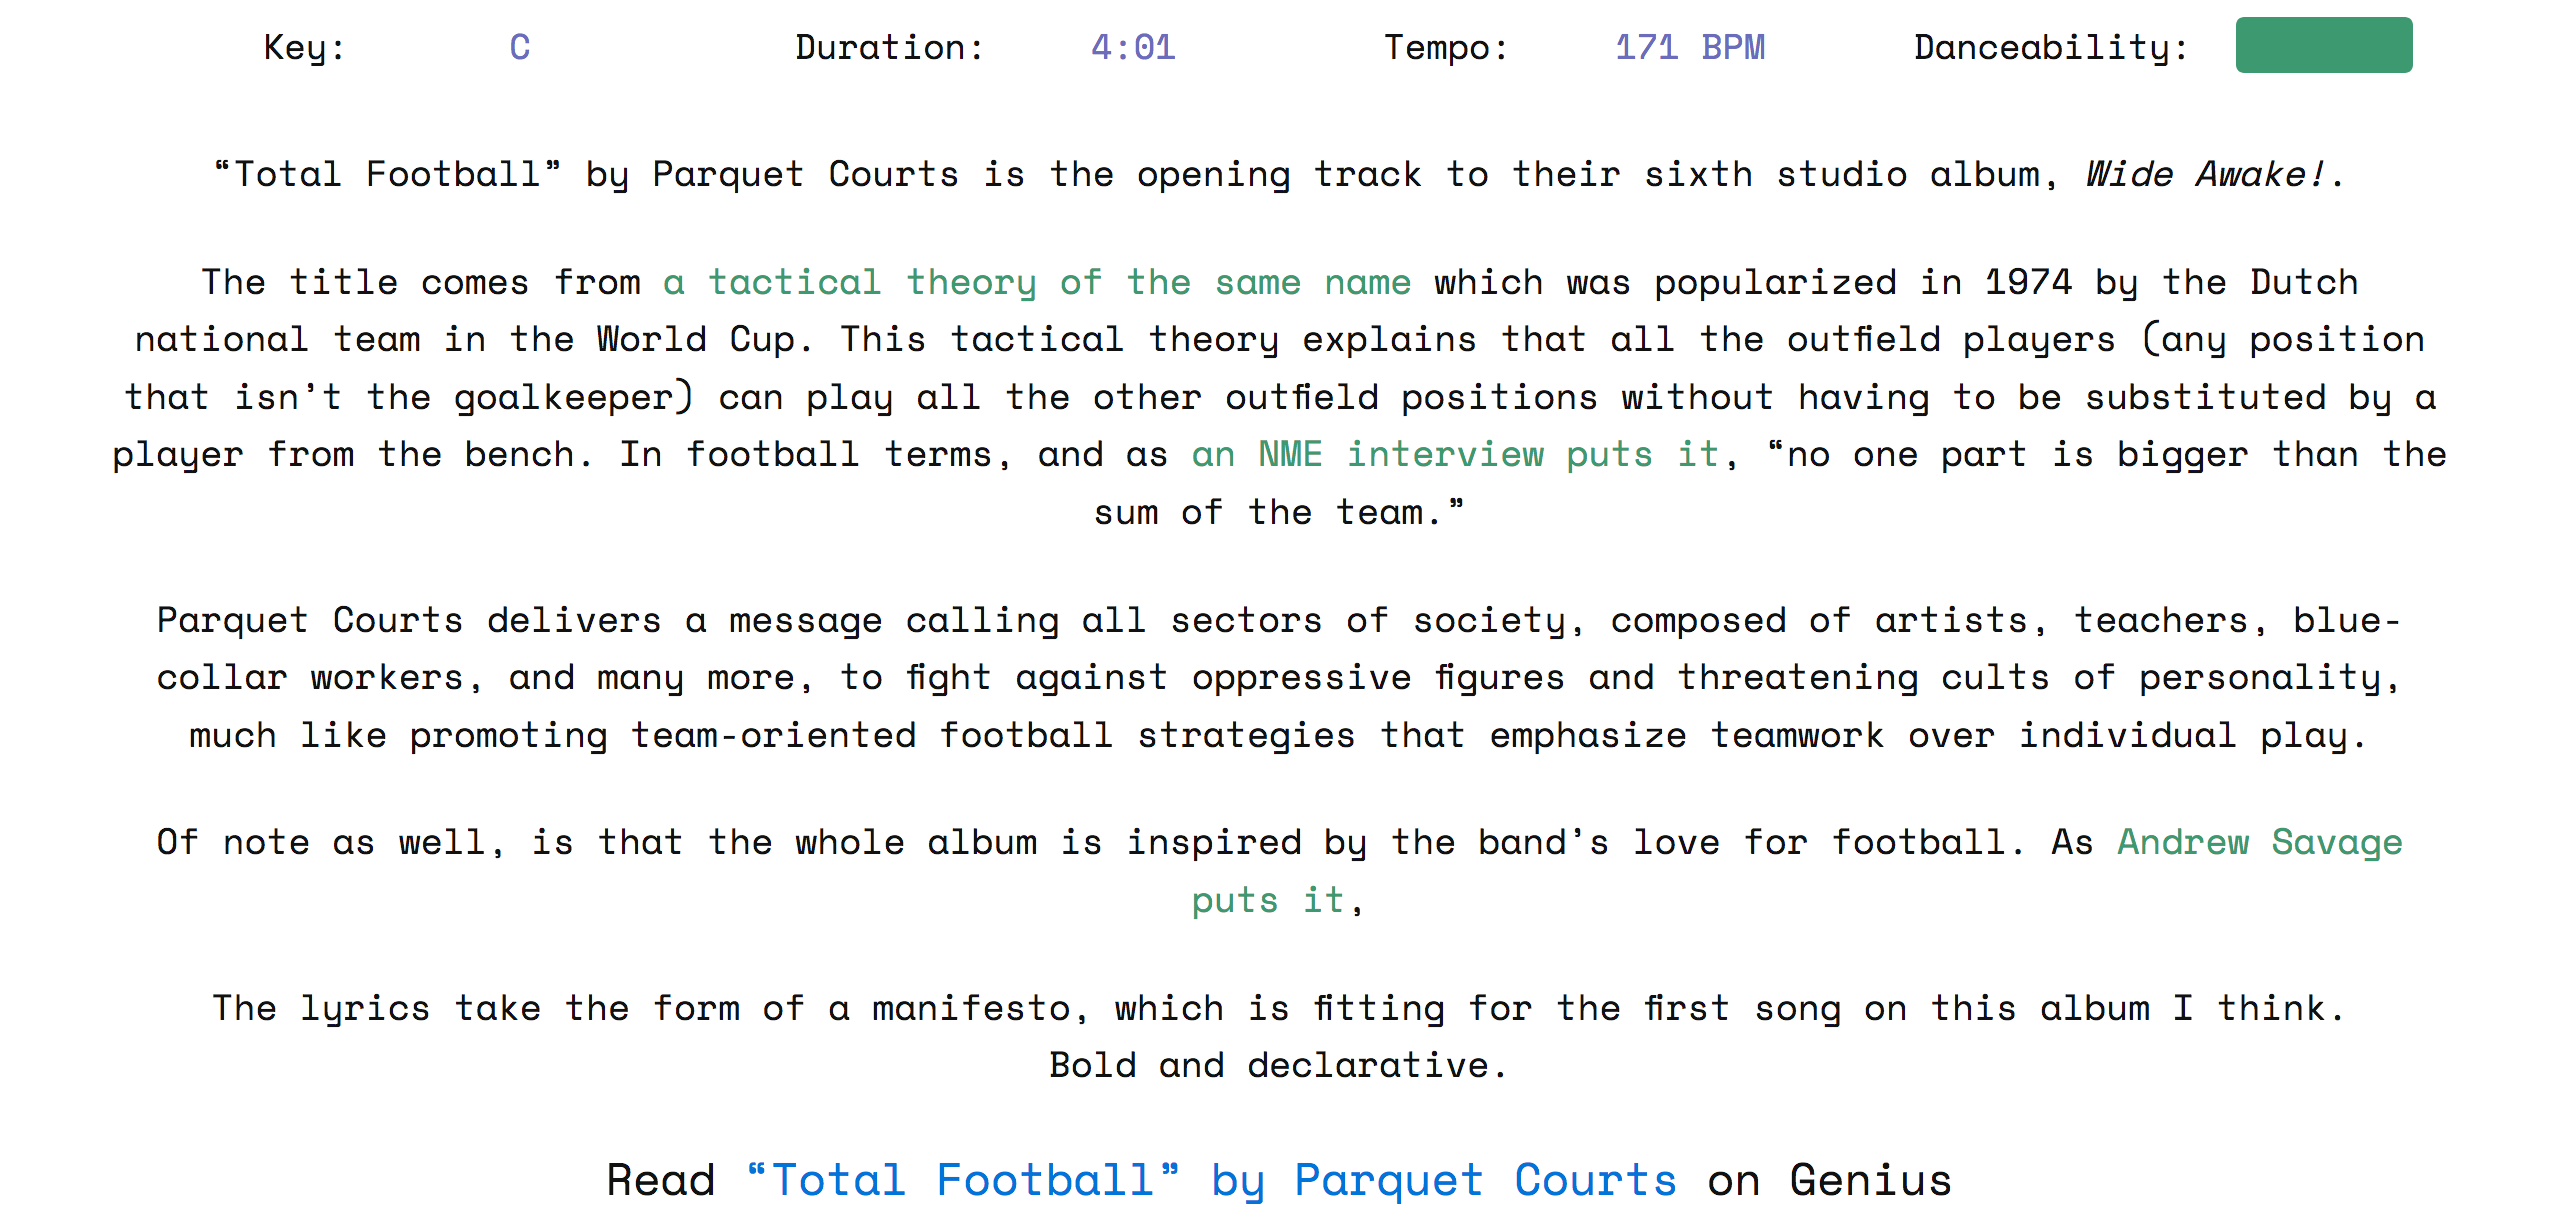 Key: C Duration: 4:01 Tempo: 171 BPM Danceability:
“Total Football” by Parquet Courts is the opening track to their sixth studio album, Wide Awake!.
The title comes from a tactical theory of the same name which was popularized in 1974 by the Dutch
national team in the World Cup. This tactical theory explains that all the outfield players (any position
that isn’t the goalkeeper) can play all the other outfield positions without having to be substituted by a
player from the bench. In football terms, and as an NME interview puts it, “no one part is bigger than the
sum of the team.”
Parquet Courts delivers a message calling all sectors of society, composed of artists, teachers, blue-
collar workers, and many more, to fight against oppressive figures and threatening cults of personality,
much like promoting team-oriented football strategies that emphasize teamwork over individual play.
Of note as well, is that the whole album is inspired by the band’s love for football. As Andrew Savage
puts it,
The lyrics take the form of a manifesto, which is fitting for the first song on this album I think.
Bold and declarative.
Read “Total Football” by Parquet Courts on Genius